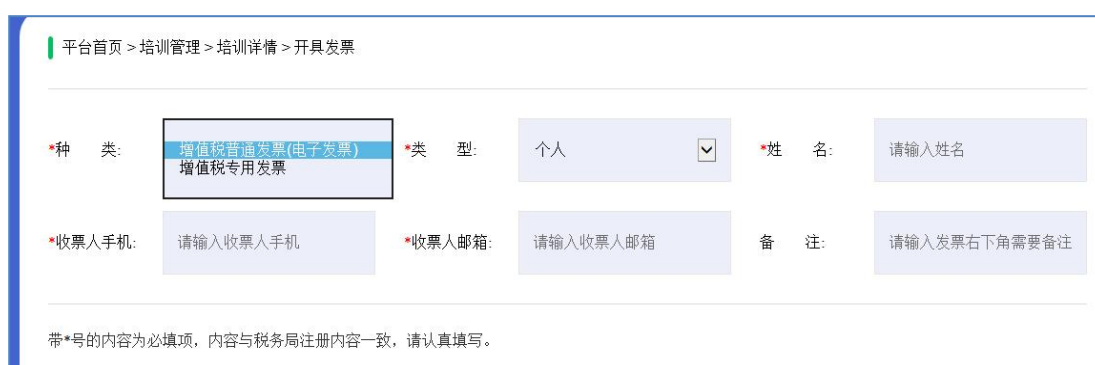 平台首页 > 培训管理 > 培训详情 > 开具发票
*种 类: 增值税普通发票(电子发票) *类 型: 个人 *姓 名: 请输入姓名
增值税专用发票
*收票人手机: 请输入收票人手机 *收票人邮箱: 请输入收票人邮箱 备 注: 请输入发票右下角需要备注
带*号的内容为必填项，内容与税务局注册内容一致，请认真填写。